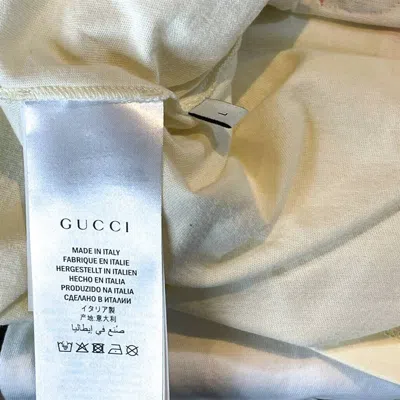 L
GUCCI
MADE IN ITALY
FABRIQUE EN ITALIE
HERGESTELLT IN ITALIEN
HECHO EN ITALIA
PRODUZIDO NA ITALIA
СДЕЛАНО В ИТАЛИИ
イタリア製
产地:意大利
صنع في إيطاليا